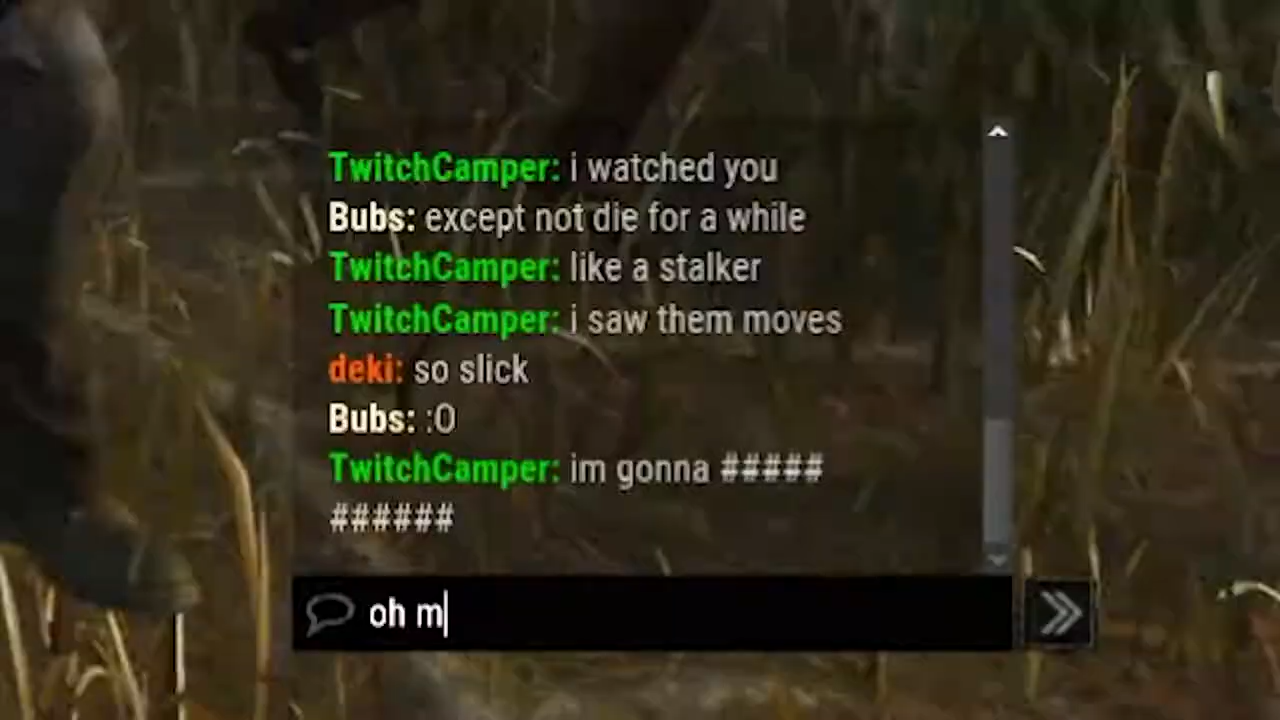 TwitchCamper: i watched you
Bubs: except not die for a while
TwitchCamper: like a stalker
TwitchCamper: i saw them moves
deki: so slick
Bubs: :O
TwitchCamper: im gonna #####
######
oh m